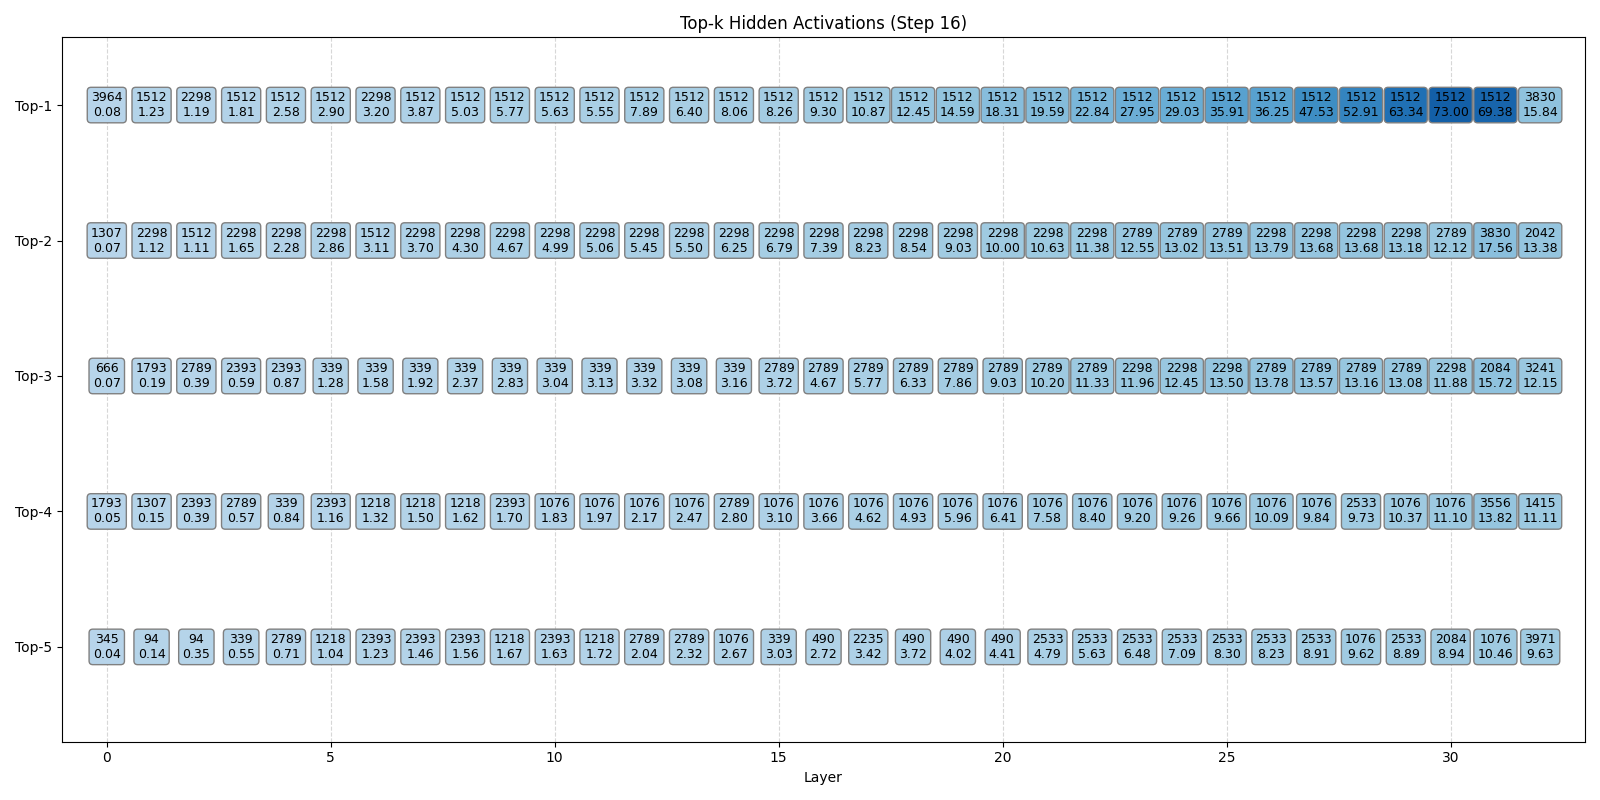 Top-k Hidden Activations (Step 16)
Top-1
3964 1512 2298 1512 1512 1512 2298 1512 1512 1512 1512 1512 1512 1512 1512 1512 1512 1512 1512 1512 1512 1512 1512 1512 1512 1512 1512 1512 1512 1512 1512 1512 3830
0.08 1.23 1.19 1.81 2.58 2.90 3.20 3.87 5.03 5.77 5.63 5.55 7.89 6.40 8.06 8.26 9.30 10.87 12.45 14.59 18.31 19.59 22.84 27.95 29.03 35.91 36.25 47.53 52.91 63.34 73.00 69.38 15.84
Top-2
1307 2298 1512 2298 2298 2298 1512 2298 2298 2298 2298 2298 2298 2298 2298 2298 2298 2298 2298 2298 2298 2298 2298 2789 2789 2789 2298 2298 2298 2298 2789 3830 2042
0.07 1.12 1.11 1.65 2.28 2.86 3.11 3.70 4.30 4.67 4.99 5.06 5.45 5.50 6.25 6.79 7.39 8.23 8.54 9.03 10.00 10.63 11.38 12.55 13.02 13.51 13.79 13.68 13.68 13.18 12.12 17.56 13.38
Top-3
666 1793 2789 2393 2393 339 339 339 339 339 339 339 339 339 339 2789 2789 2789 2789 2789 2789 2789 2789 2298 2298 2298 2789 2789 2789 2789 2298 2084 3241
0.07 0.19 0.39 0.59 0.87 1.28 1.58 1.92 2.37 2.83 3.04 3.13 3.32 3.08 3.16 3.72 4.67 5.77 6.33 7.86 9.03 10.20 11.33 11.96 12.45 13.50 13.78 13.57 13.16 13.08 11.88 15.72 12.15
Top-4
1793 1307 2393 2789 339 2393 1218 1218 1218 2393 1076 1076 1076 1076 2789 1076 1076 1076 1076 1076 1076 1076 1076 1076 1076 1076 1076 1076 2533 1076 1076 3556 1415
0.05 0.15 0.39 0.57 0.84 1.16 1.32 1.50 1.62 1.70 1.83 1.97 2.17 2.47 2.80 3.10 3.66 4.62 4.93 5.96 6.41 7.58 8.40 9.20 9.26 9.66 10.09 9.84 9.73 10.37 11.10 13.82 11.11
Top-5
345 94 94 339 2789 1218 2393 2393 2393 1218 2393 1218 2789 2789 1076 339 490 2235 490 490 490 2533 2533 2533 2533 2533 2533 2533 1076 2533 2084 1076 3971
0.04 0.14 0.35 0.55 0.71 1.04 1.23 1.46 1.56 1.67 1.63 1.72 2.04 2.32 2.67 3.03 2.72 3.42 3.72 4.02 4.41 4.79 5.63 6.48 7.09 8.30 8.23 8.91 9.62 8.89 8.94 10.46 9.63
0 5 10 15 20 25 30
Layer